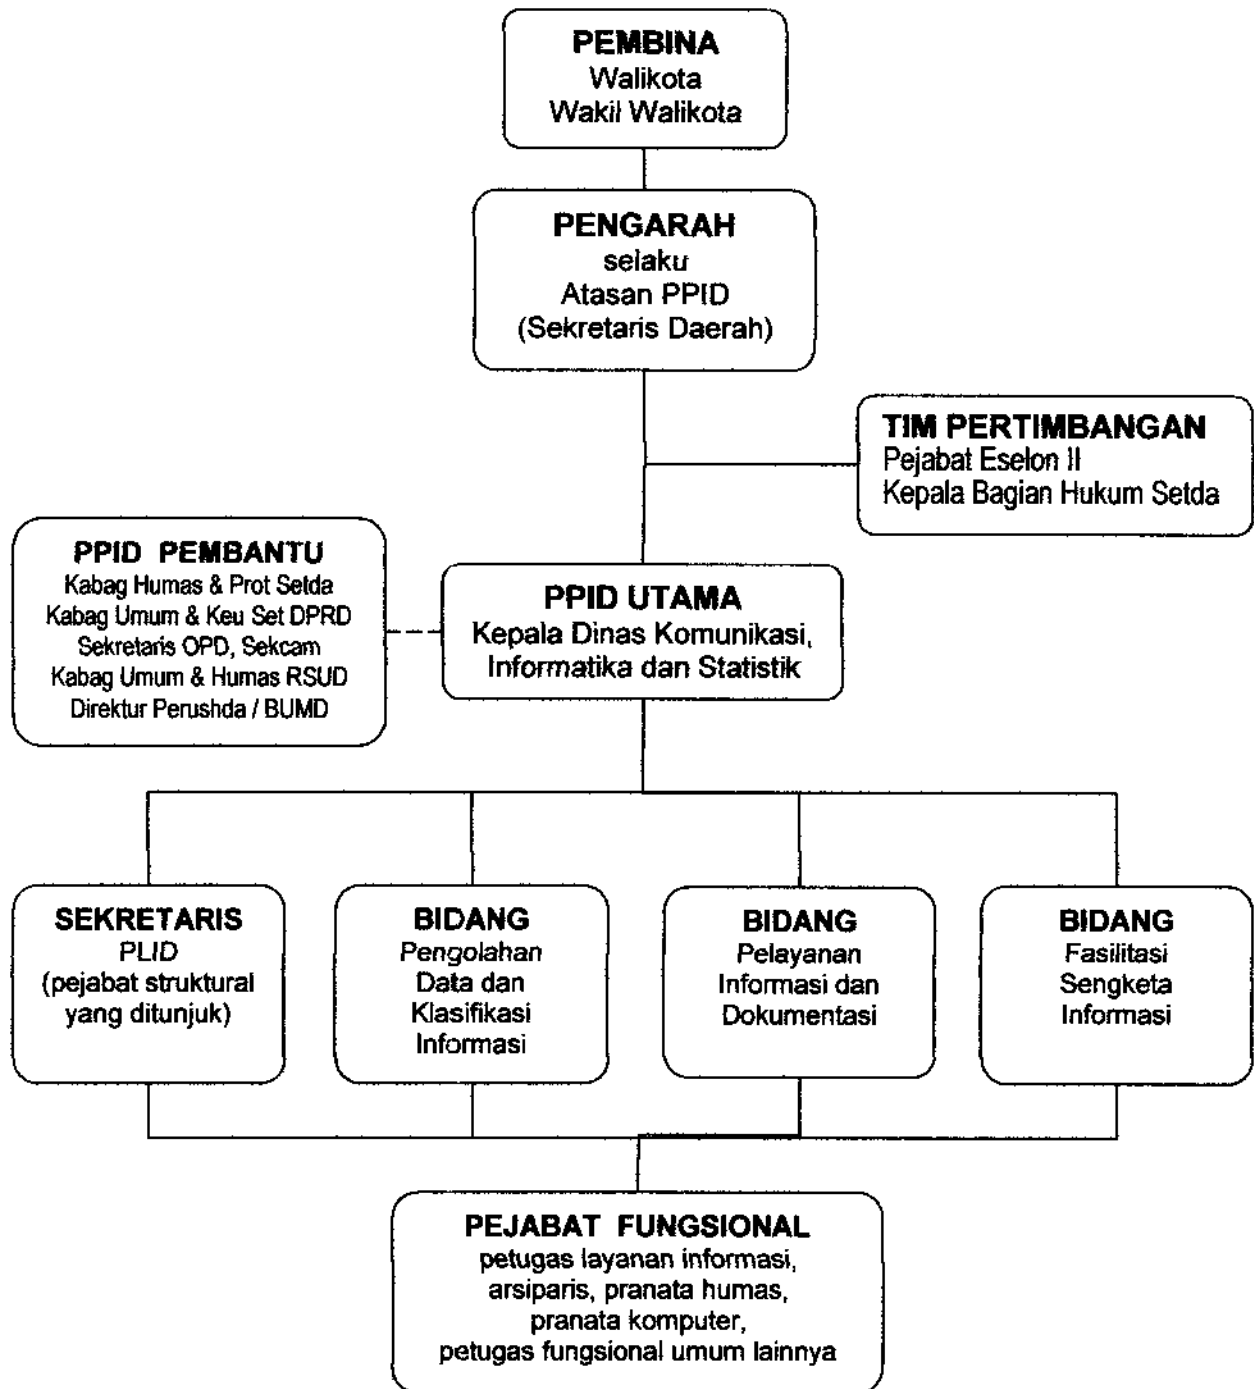 PEMBINA
Walikota
Wakil Walikota
PENGARAH
selaku
Atasan PPID
(Sekretaris Daerah)
TIM PERTIMBANGAN
Pejabat Eselon II
Kepala Bagian Hukum Setda
PPID PEMBANTU
Kabag Humas & Prot Setda
Kabag Umum & Keu Set DPRD
Sekretaris OPD, Sekcam
Kabag Umum & Humas RSUD
Direktur Perushda / BUMD
PPID UTAMA
Kepala Dinas Komunikasi,
Informatika dan Statistik
SEKRETARIS
PLID
(pejabat struktural
yang ditunjuk)
BIDANG
Pengolahan
Data dan
Klasifikasi
Informasi
BIDANG
Pelayanan
Informasi dan
Dokumentasi
BIDANG
Fasilitasi
Sengketa
Informasi
PEJABAT FUNGSIONAL
petugas layanan informasi,
arsiparis, pranata humas,
pranata komputer,
petugas fungsional umum lainnya